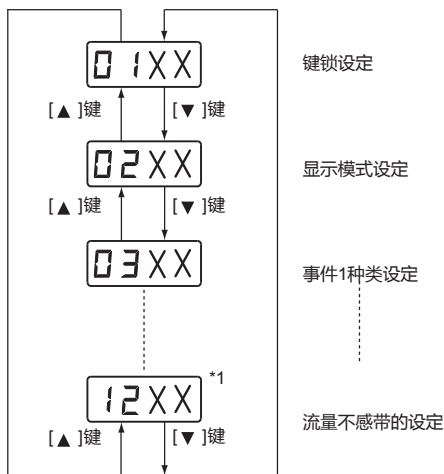 01XX 键锁设定
[▲]键 [▼]键
02XX 显示模式设定
[▲]键 [▼]键
03XX 事件1种类设定
12XX *1 流量不感带的设定
[▲]键 [▼]键